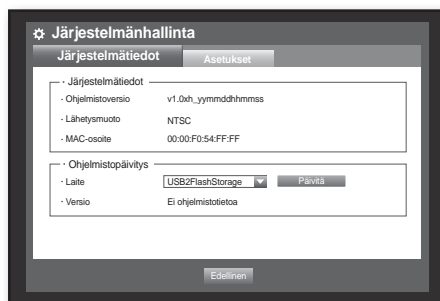 Järjestelmänhallinta
Järjestelmätiedot Asetukset
· Järjestelmätiedot
· Ohjelmistoversio v1.0xh_yymmddhhmmss
· Lähetysmuoto NTSC
· MAC-osoite 00:00:F0:54:FF:FF
· Ohjelmistopäivitys
· Laite USB2FlashStorage Päivitä
· Versio Ei ohjelmistotietoa
Edellinen